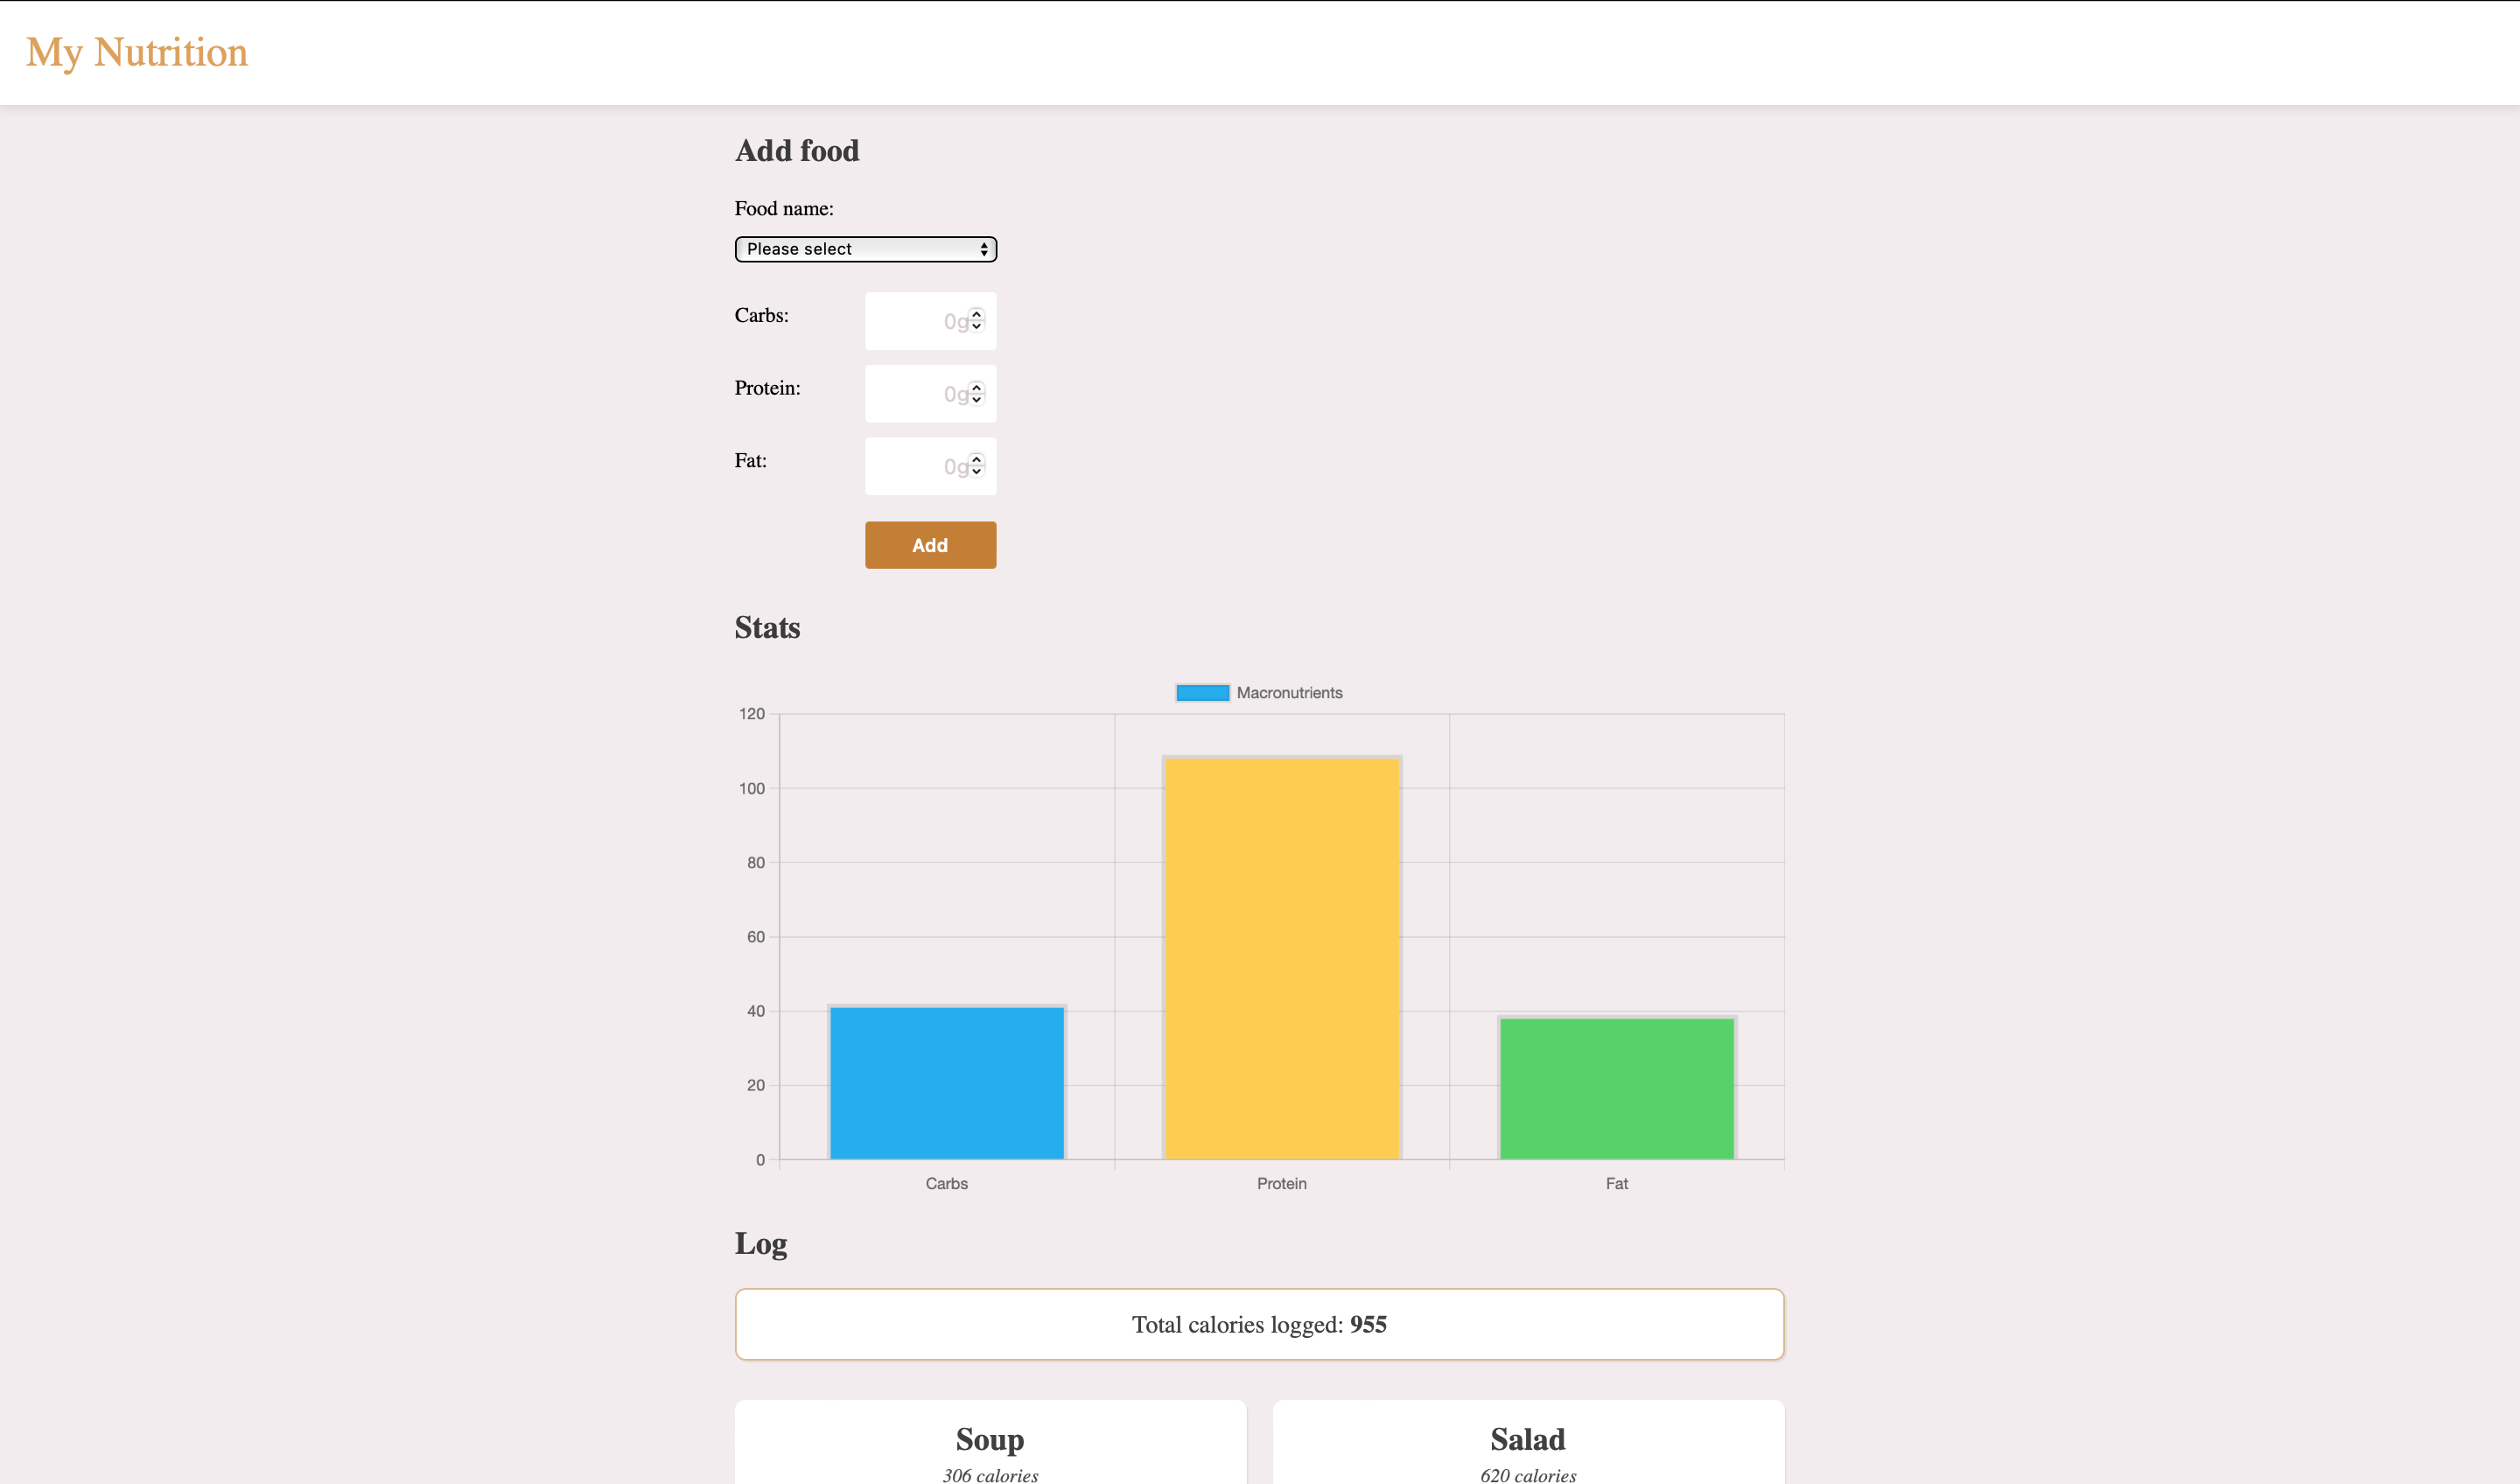 My Nutrition
Add food
Food name:
Please select
Carbs:
0g
Protein:
0g
Fat:
0g
Add
Stats
Macronutrients
120
100
80
60
40
20
0
Carbs Protein Fat
Log
Total calories logged: 955
Soup Salad
306 calories 620 calories